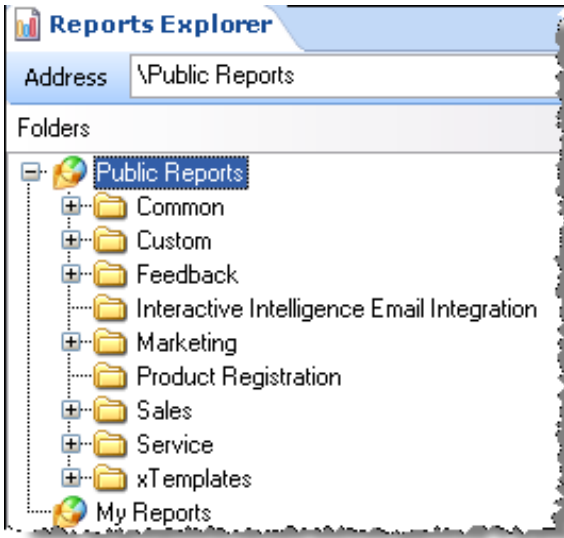 Reports Explorer
Address \Public Reports
Folders
Public Reports
Common
Custom
Feedback
Interactive Intelligence Email Integration
Marketing
Product Registration
Sales
Service
xTemplates
My Reports